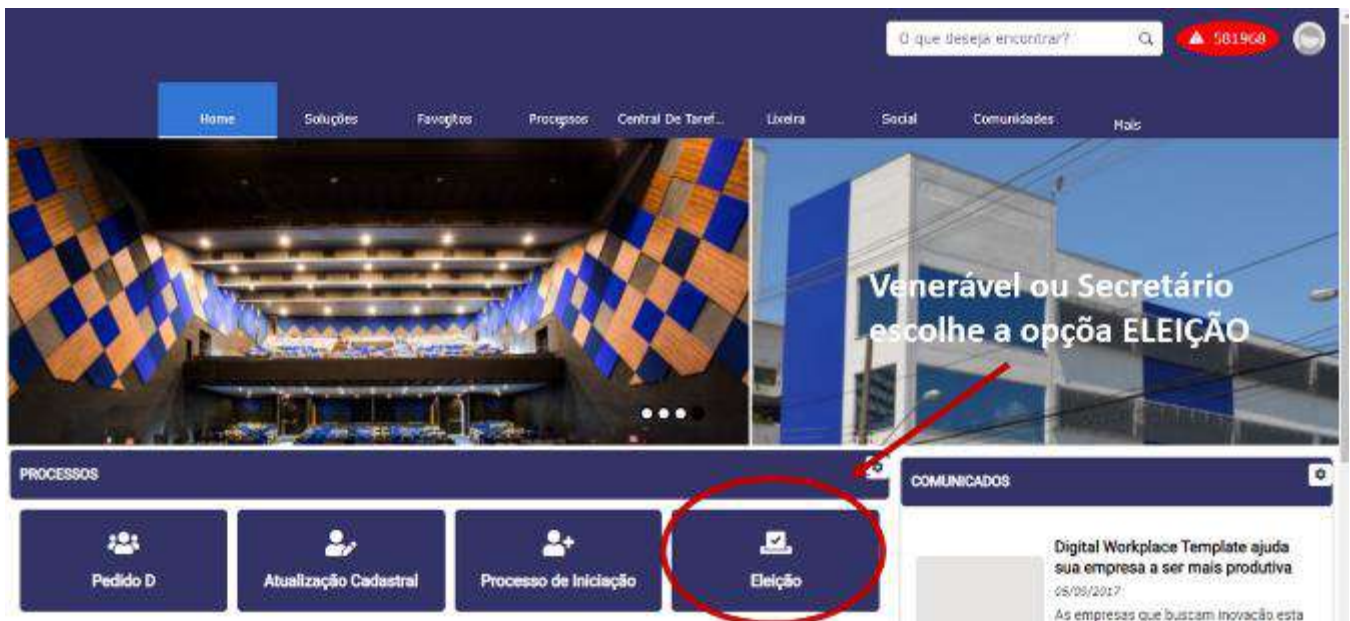 O que deseja encontrar?
581968
Home Soluções Favoritos Processos Central De Taref... Lixeira Social Comunidades Mais
Venerável ou Secretário
escolhe a opçõa ELEIÇÃO
PROCESSOS
COMUNICADOS
Pedido D
Atualização Cadastral
Processo de Iniciação
Eleição
Digital Workplace Template ajuda
sua empresa a ser mais produtiva
As empresas que buscam inovação esta